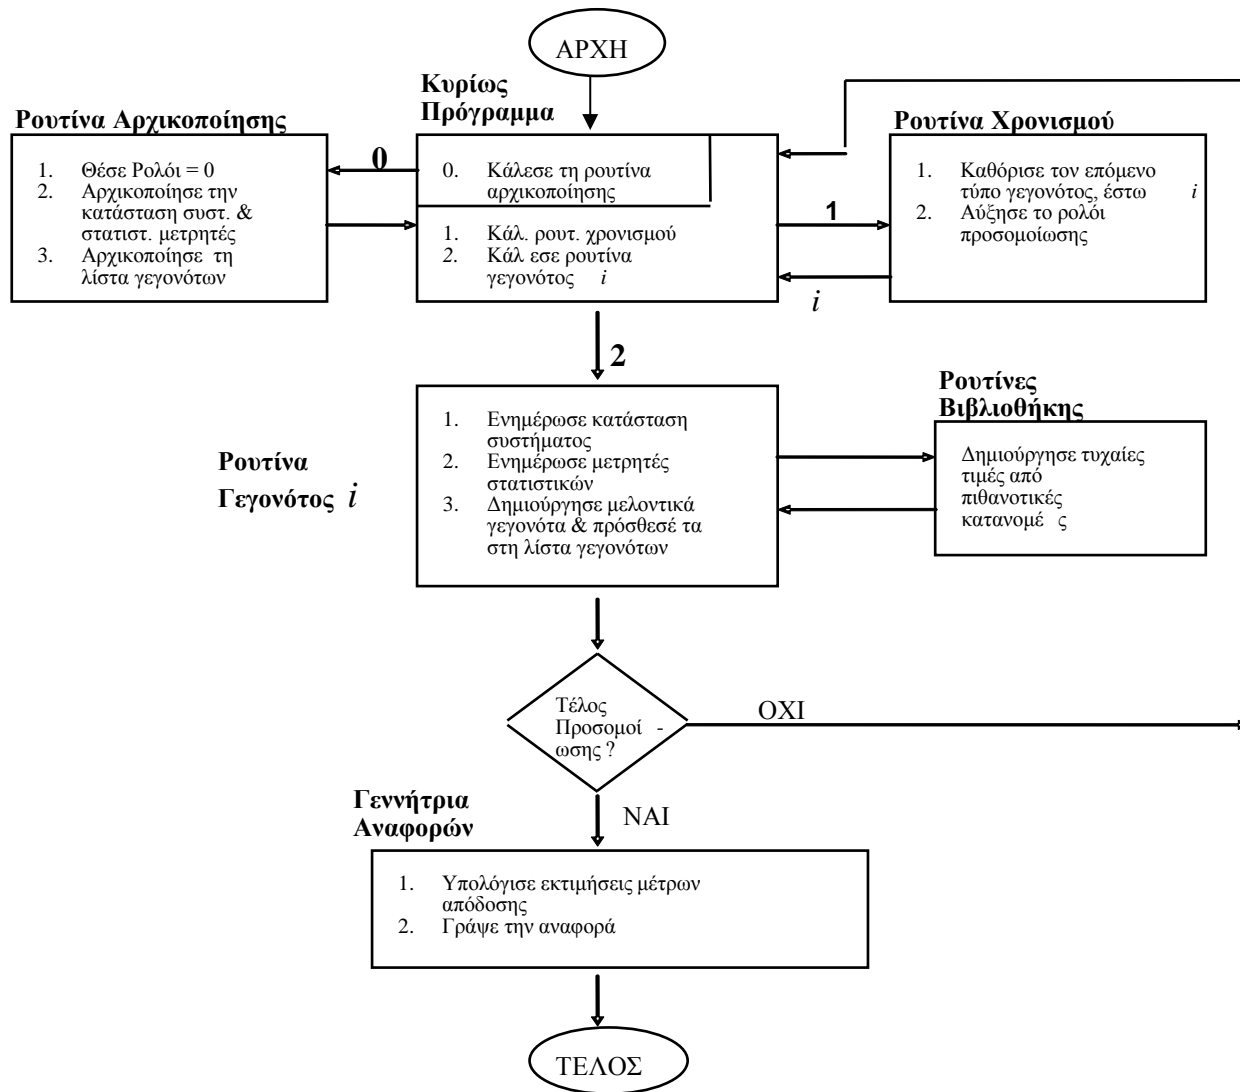 ΑΡΧΗ
Κυρίως
Πρόγραμμα
Ρουτίνα Αρχικοποίησης
1. Θέσε Ρολόι = 0
2. Αρχικοποίησε την
κατάσταση συστ. &
στατιστ. μετρητές
3. Αρχικοποίησε τη
λίστα γεγονότων
0
0. Κάλεσε τη ρουτίνα
αρχικοποίησης
1. Κάλ. ρουτ. χρονισμού
2. Κάλ εσε ρουτίνα
γεγονότος i
1
i
Ρουτίνα Χρονισμού
1. Καθόρισε τον επόμενο
τύπο γεγονότος, έστω i
2. Αύξησε το ρολόι
προσομοίωσης
2
Ρουτίνα
Γεγονότος i
1. Ενημέρωσε κατάσταση
συστήματος
2. Ενημέρωσε μετρητές
στατιστικών
3. Δημιούργησε μελοντικά
γεγονότα & πρόσθεσέ τα
στη λίστα γεγονότων
Ρουτίνες
Βιβλιοθήκης
Δημιούργησε τυχαίες
τιμές από
πιθανοτικές
κατανομέ ς
Τέλος
Προσομοί -
ωσης ?
ΟΧΙ
ΝΑΙ
Γεννήτρια
Αναφορών
1. Υπολόγισε εκτιμήσεις μέτρων
απόδοσης
2. Γράψε την αναφορά
ΤΕΛΟΣ